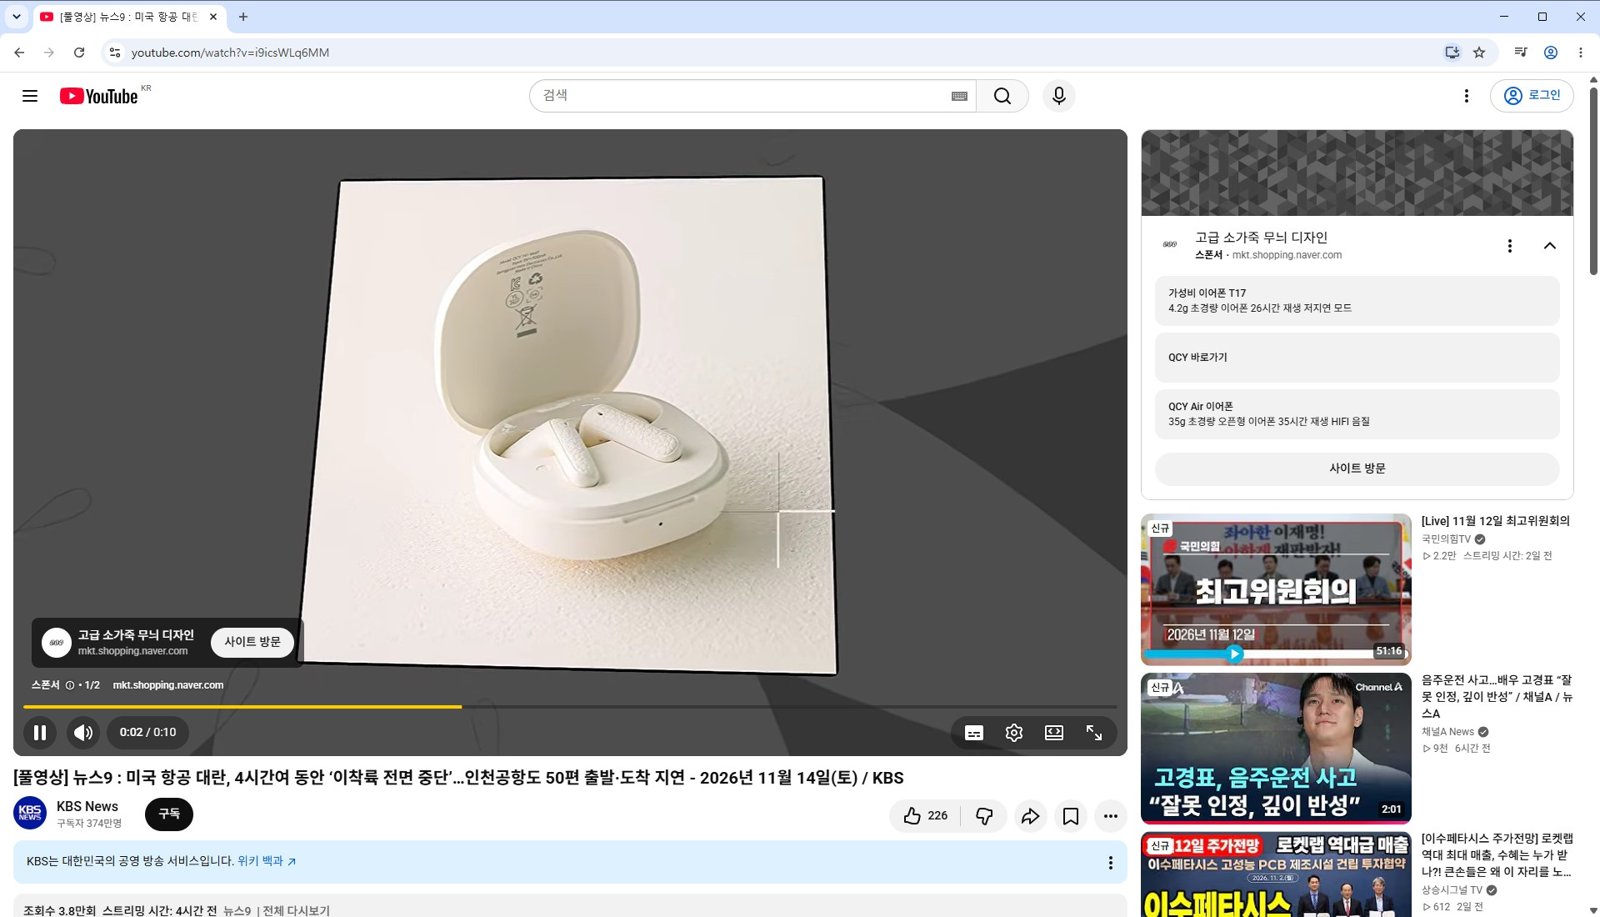 [풀영상] 뉴스9 : 미국 항공 대란
youtube.com/watch?v=i9icsWLq6MM
YouTube KR
검색
로그인
고급 소가죽 무늬 디자인
mkt.shopping.naver.com
사이트 방문
스폰서 · 1/2 mkt.shopping.naver.com
0:02 / 0:10
[풀영상] 뉴스9 : 미국 항공 대란, 4시간여 동안 ‘이착륙 전면 중단’…인천공항도 50편 출발·도착 지연 - 2026년 11월 14일(토) / KBS
KBS NEWS
KBS News
구독자 374만명
구독
226
KBS는 대한민국의 공영 방송 서비스입니다. 위키 백과
조회수 3.8만회 스트리밍 시간: 4시간 전 뉴스9 | 전체 다시보기
고급 소가죽 무늬 디자인
스폰서 · mkt.shopping.naver.com
가성비 이어폰 T17
4.2g 초경량 이어폰 26시간 재생 저지연 모드
QCY 바로가기
QCY Air 이어폰
35g 초경량 오픈형 이어폰 35시간 재생 HIFI 음질
사이트 방문
신규
좌아한 이재명!
국민의힘
최고위원회의
2026년 11월 12일
51:16
[Live] 11월 12일 최고위원회의
국민의힘TV
2.2만 스트리밍 시간: 2일 전
신규
Channel A
고경표, 음주운전 사고
“잘못 인정, 깊이 반성”
2:01
음주운전 사고…배우 고경표 “잘
못 인정, 깊이 반성” / 채널A / 뉴
스A
채널A News
9천 6시간 전
신규
12일 주가전망 로켓랩 역대급 매출
이수페타시스 고성능 PCB 제조시설 건립 투자협약
2026. 11. 2.(월)
이수페타시스
[이수페타시스 주가전망] 로켓랩
역대 최대 매출, 수혜는 누가 받
나?! 큰손들은 왜 이 자리를 노...
상승시그널 TV
612 2일 전